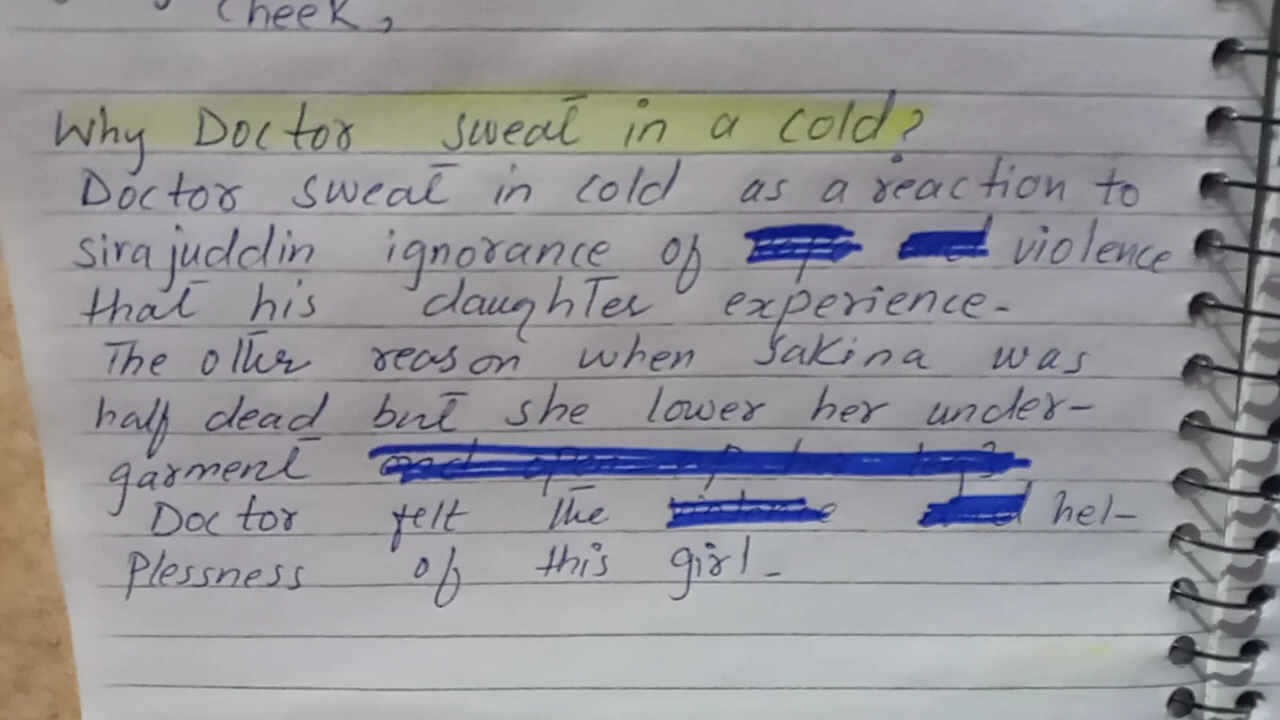 Cheek,
Why Doctor sweat in a cold?
Doctor sweat in cold as a reaction to
sirajuddin ignorance of violence
that his daughter experience.
The other reason when Sakina was
half dead but she lower her under-
garment
Doctor felt the hel-
plessness of this girl.